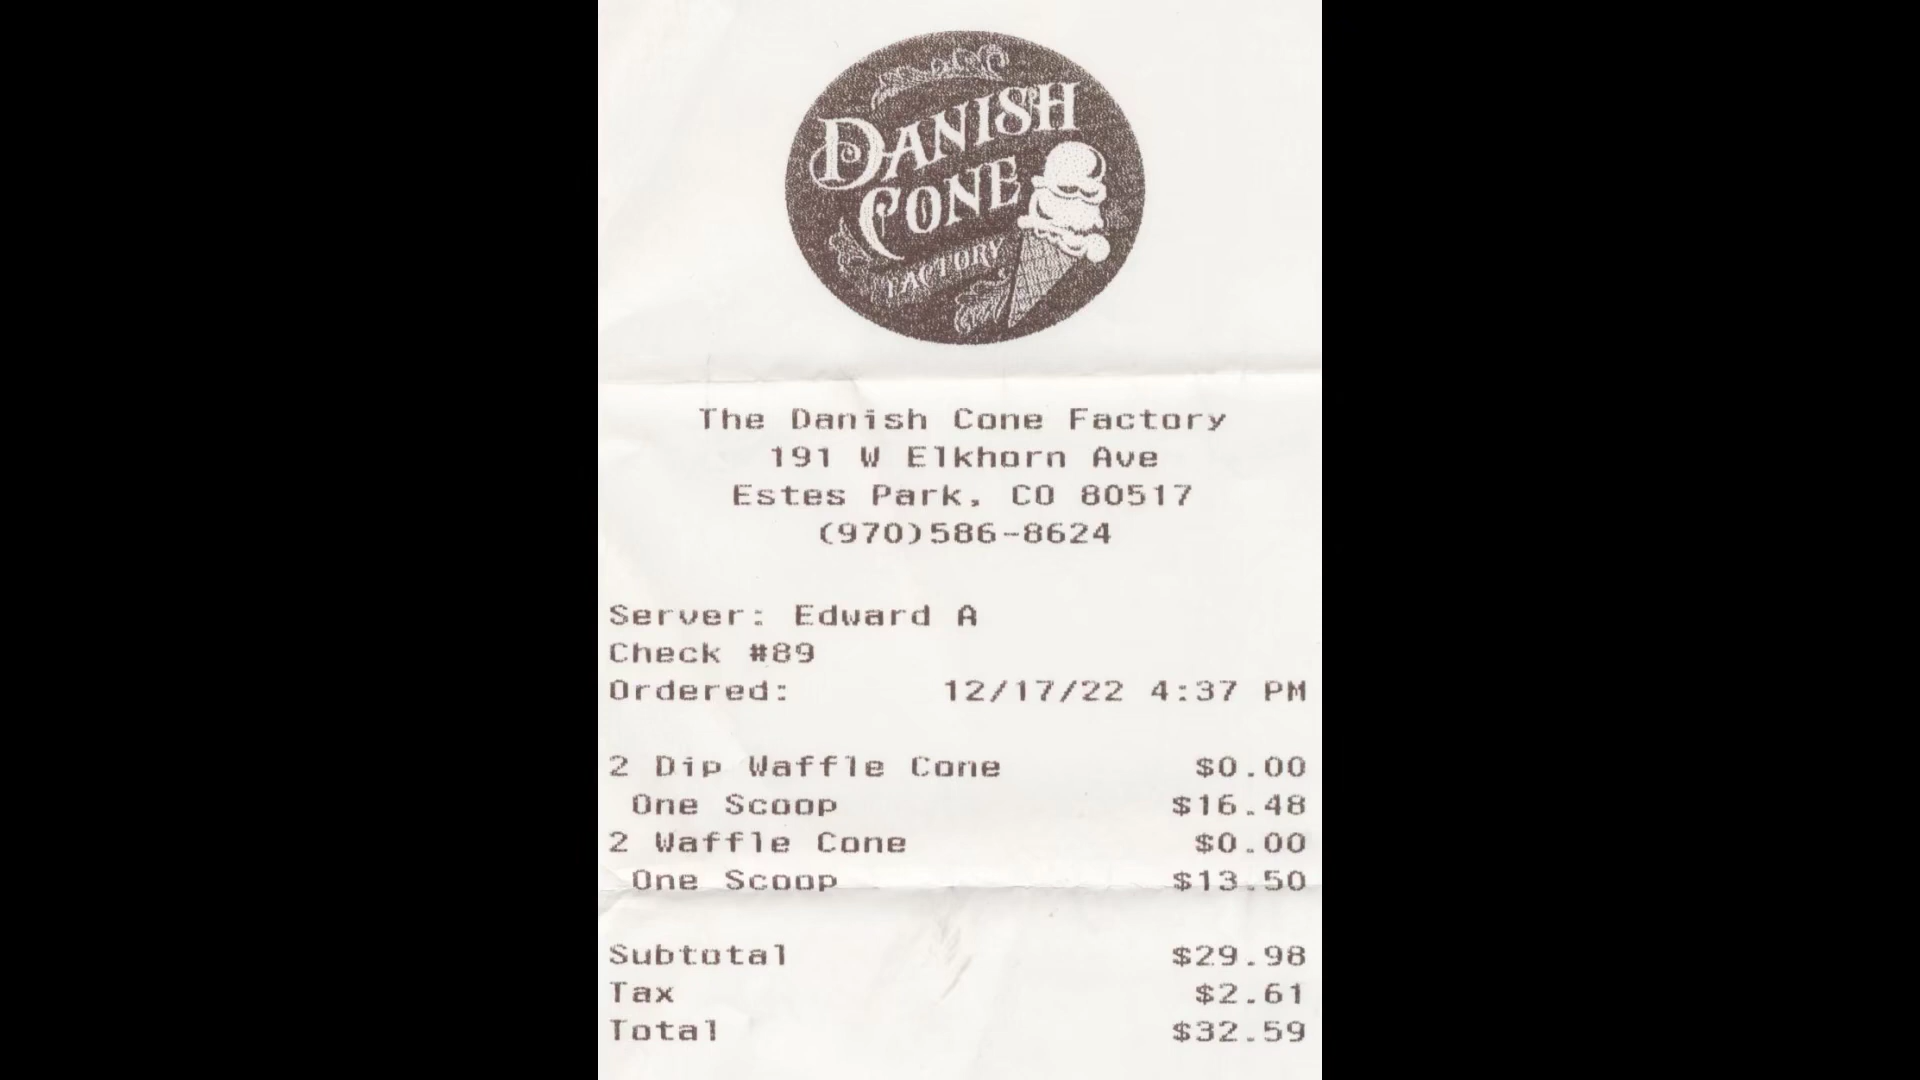 DANISH
CONE
FACTORY
The Danish Cone Factory
191 W Elkhorn Ave
Estes Park, CO 80517
(970)586-8624
Server: Edward A
Check #89
Ordered: 12/17/22 4:37 PM
2 Dip Waffle Cone $0.00
One Scoop $16.48
2 Waffle Cone $0.00
One Scoop $13.50
Subtotal $29.98
Tax $2.61
Total $32.59